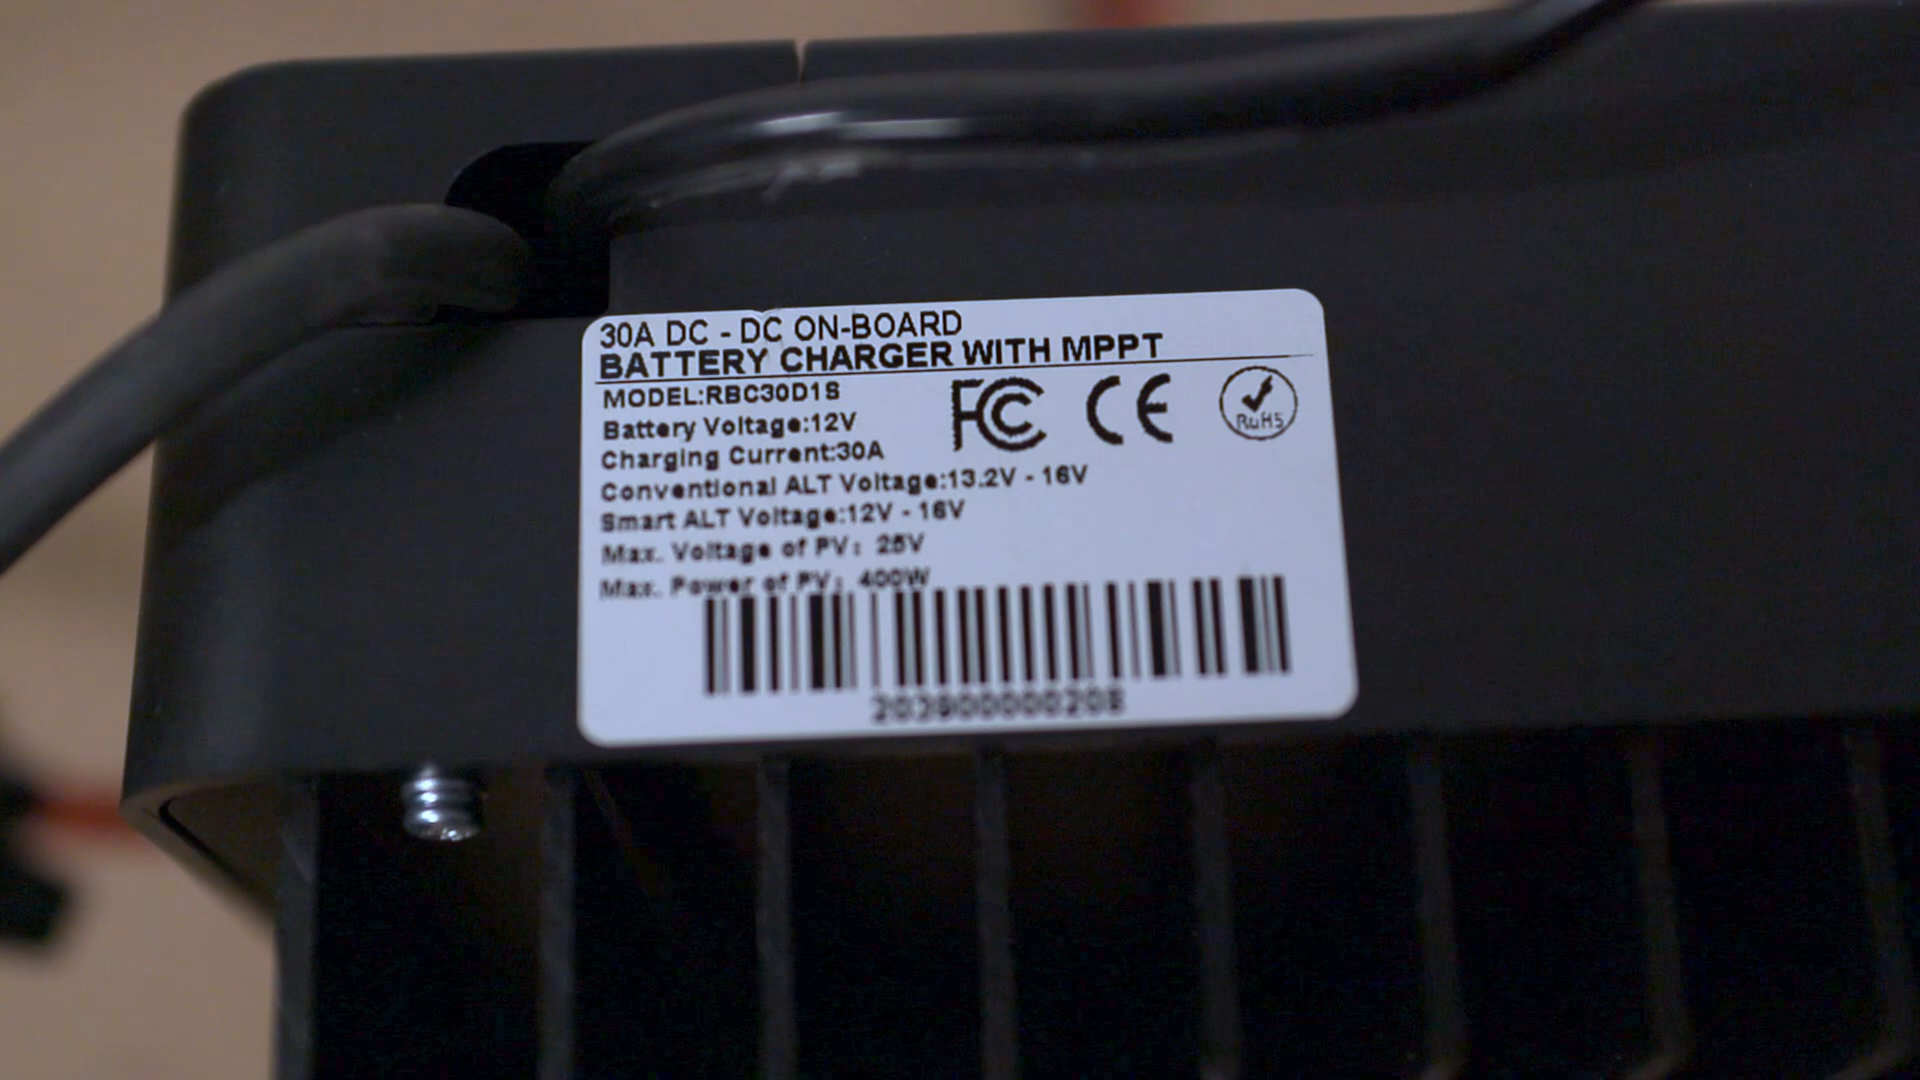 30A DC - DC ON-BOARD
BATTERY CHARGER WITH MPPT
MODEL:RBC30D1S
Battery Voltage:12V
Charging Current:30A
Conventional ALT Voltage:13.2V - 16V
Smart ALT Voltage:12V - 16V
Max. Voltage of PV: 25V
Max. Power of PV: 400W
FC CE RoHS